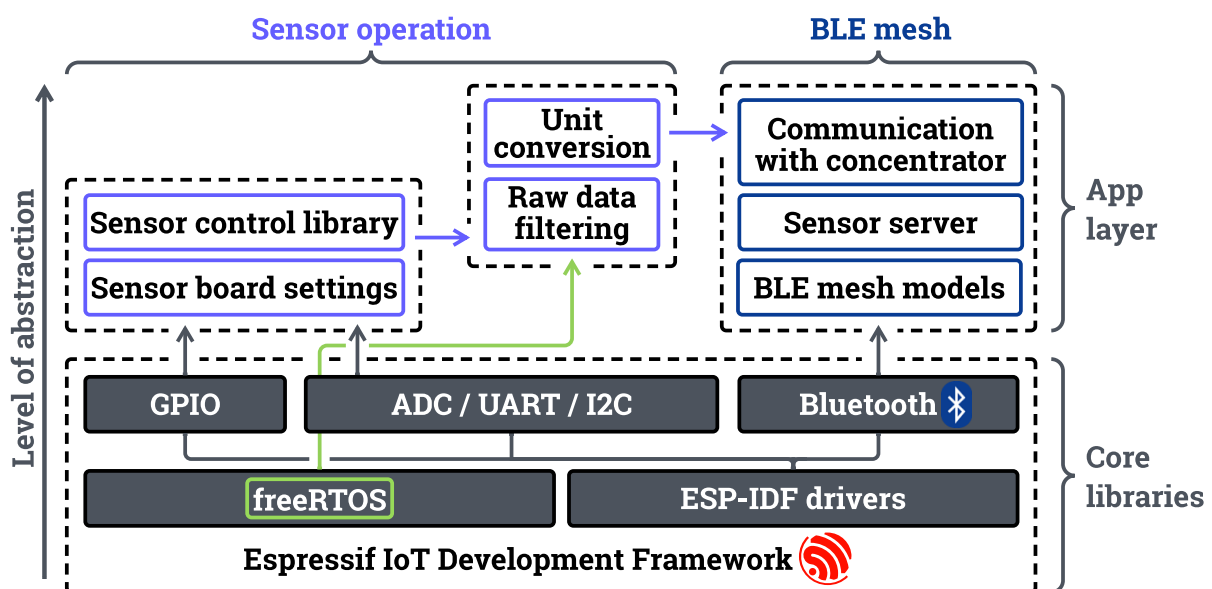 Sensor operation
BLE mesh
Unit
conversion
Communication
with concentrator
Raw data
filtering
Sensor control library
Sensor server
Sensor board settings
BLE mesh models
App
layer
Level of abstraction
GPIO
ADC / UART / I2C
Bluetooth
Core
libraries
freeRTOS
ESP-IDF drivers
Espressif IoT Development Framework